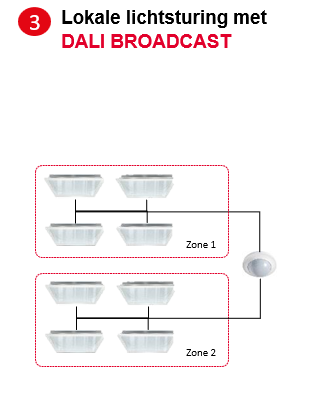 3
Lokale lichtsturing met
DALI BROADCAST
Zone 1
Zone 2